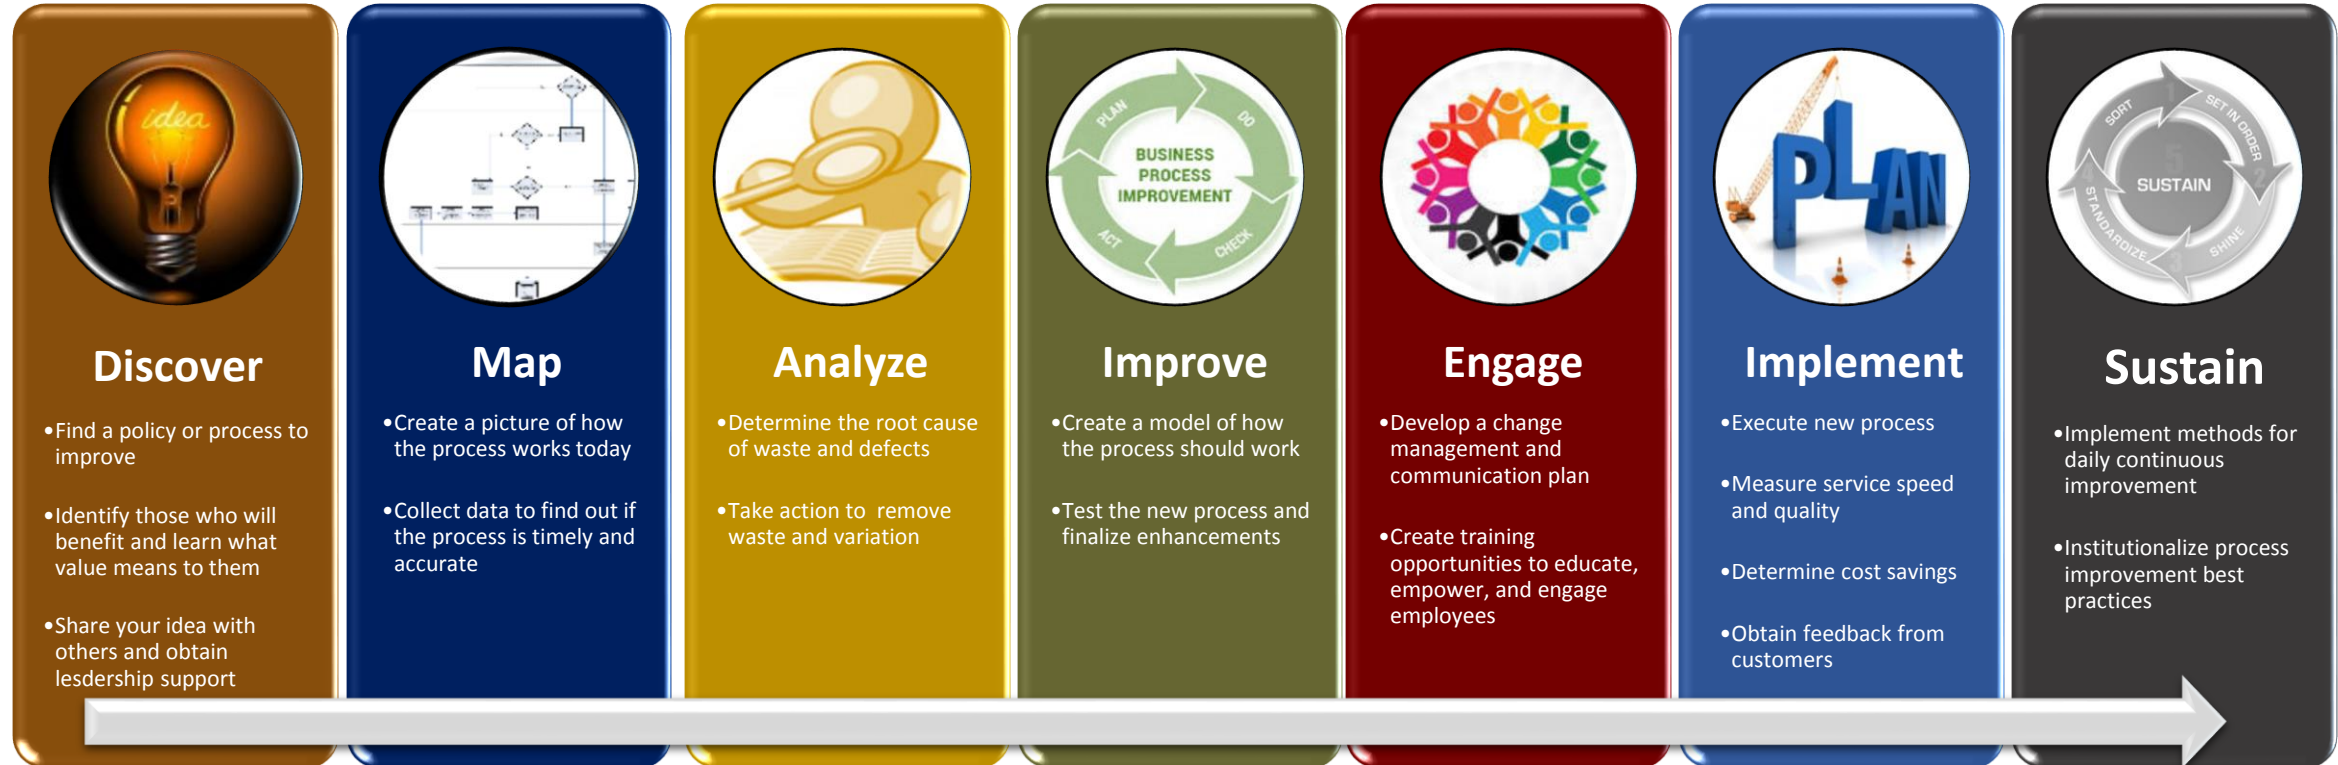 idea
Discover
•Find a policy or process to
improve
•Identify those who will
benefit and learn what
value means to them
•Share your idea with
others and obtain
lesdership support
Map
•Create a picture of how
the process works today
•Collect data to find out if
the process is timely and
accurate
Analyze
•Determine the root cause
of waste and defects
•Take action to  remove
waste and variation
PLAN
DO
CHECK
ACT
BUSINESS
PROCESS
IMPROVEMENT
Improve
•Create a model of how
the process should work
•Test the new process and
finalize enhancements
Engage
•Develop a change
management and
communication plan
•Create training
opportunities to educate,
empower, and engage
employees
PLAN
Implement
•Execute new process
•Measure service speed
and quality
•Determine cost savings
•Obtain feedback from
customers
SORT
1
SET IN ORDER
2
SHINE
3
STANDARDIZE
4
5
SUSTAIN
Sustain
•Implement methods for
daily continuous
improvement
•Institutionalize process
improvement best
practices